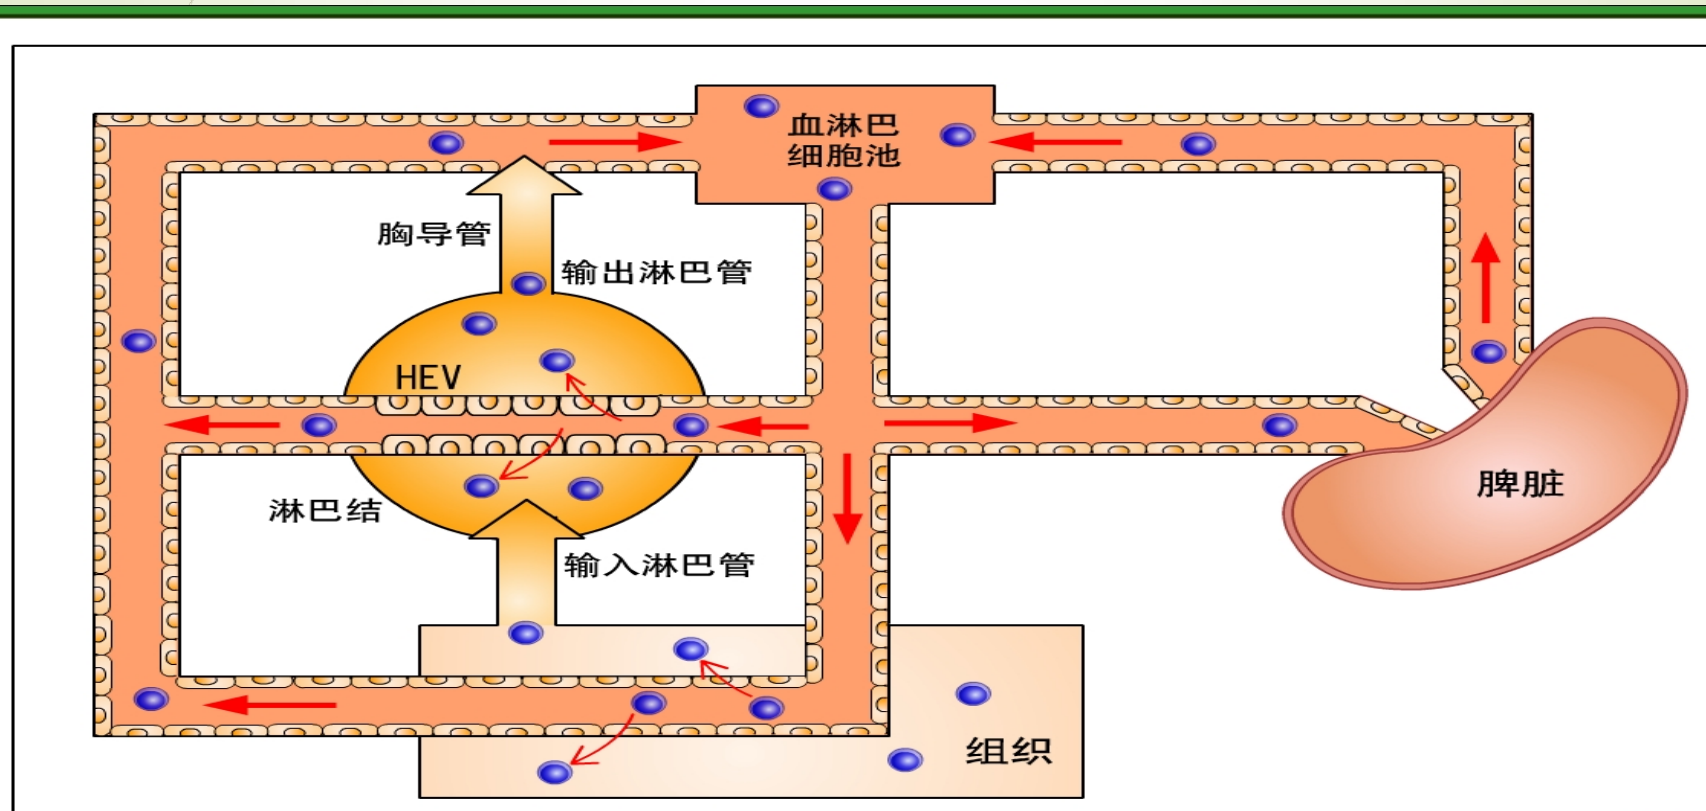 血淋巴
细胞池
胸导管
输出淋巴管
HEV
淋巴结
脾脏
输入淋巴管
组织